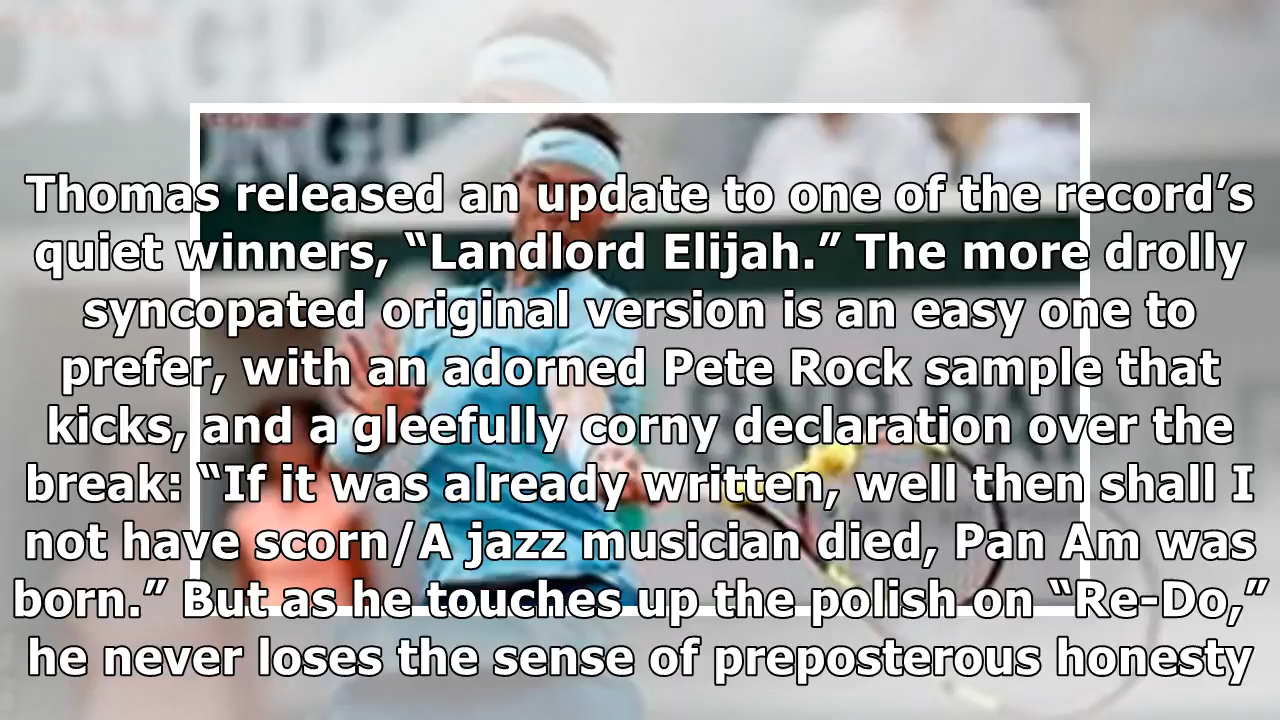 Thomas released an update to one of the record’s
quiet winners, “Landlord Elijah.” The more drolly
syncopated original version is an easy one to
prefer, with an adorned Pete Rock sample that
kicks, and a gleefully corny declaration over the
break: “If it was already written, well then shall I
not have scorn/A jazz musician died, Pan Am was
born.” But as he touches up the polish on “Re-Do,”
he never loses the sense of preposterous honesty